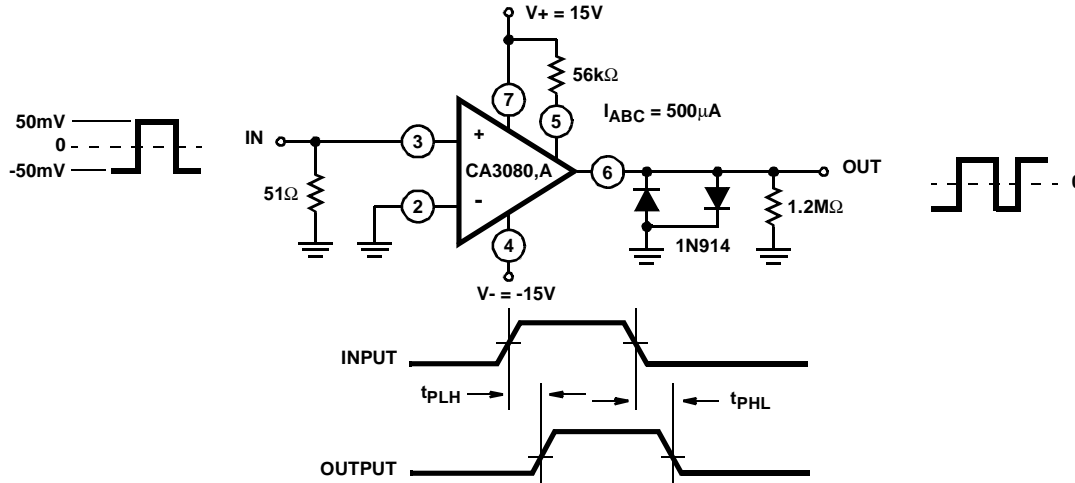 V+ = 15V
56kΩ
7
50mV
0
-50mV
IN
3
+
5
I_ABC = 500μA
CA3080,A
6
OUT
0
51Ω
2
-
4
1N914
1.2MΩ
V- = -15V
INPUT
t_PLH
t_PHL
OUTPUT